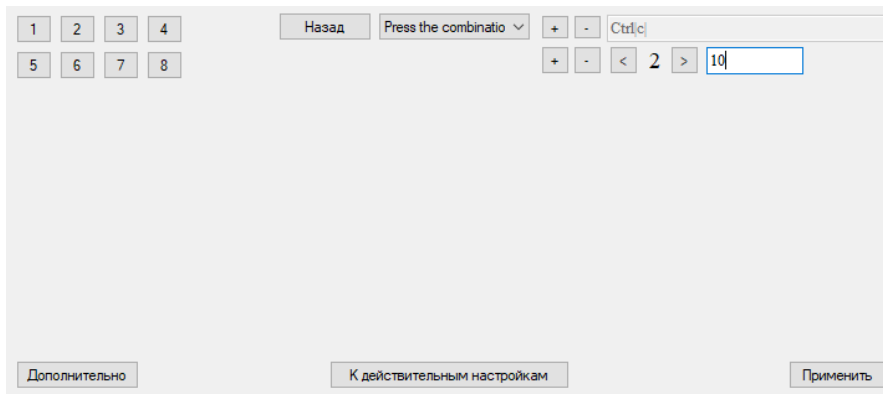 1 2 3 4 Назад Press the combinatio + - Ctrl|c|
5 6 7 8 + - < 2 > 10
Дополнительно К действительным настройкам Применить